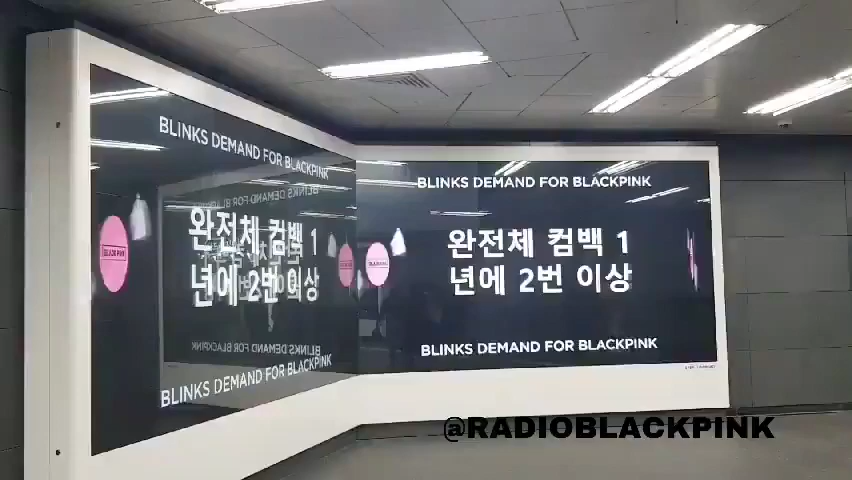 BLINKS DEMAND FOR BLACKPINK
완전체 컴백 1
년에 2번 이상
BLINKS DEMAND FOR BLACKPINK
BLACKPINK
BLINKS DEMAND FOR BLACKPINK
완전체 컴백 1
년에 2번 이상
BLINKS DEMAND FOR BLACKPINK
@RADIOBLACKPINK